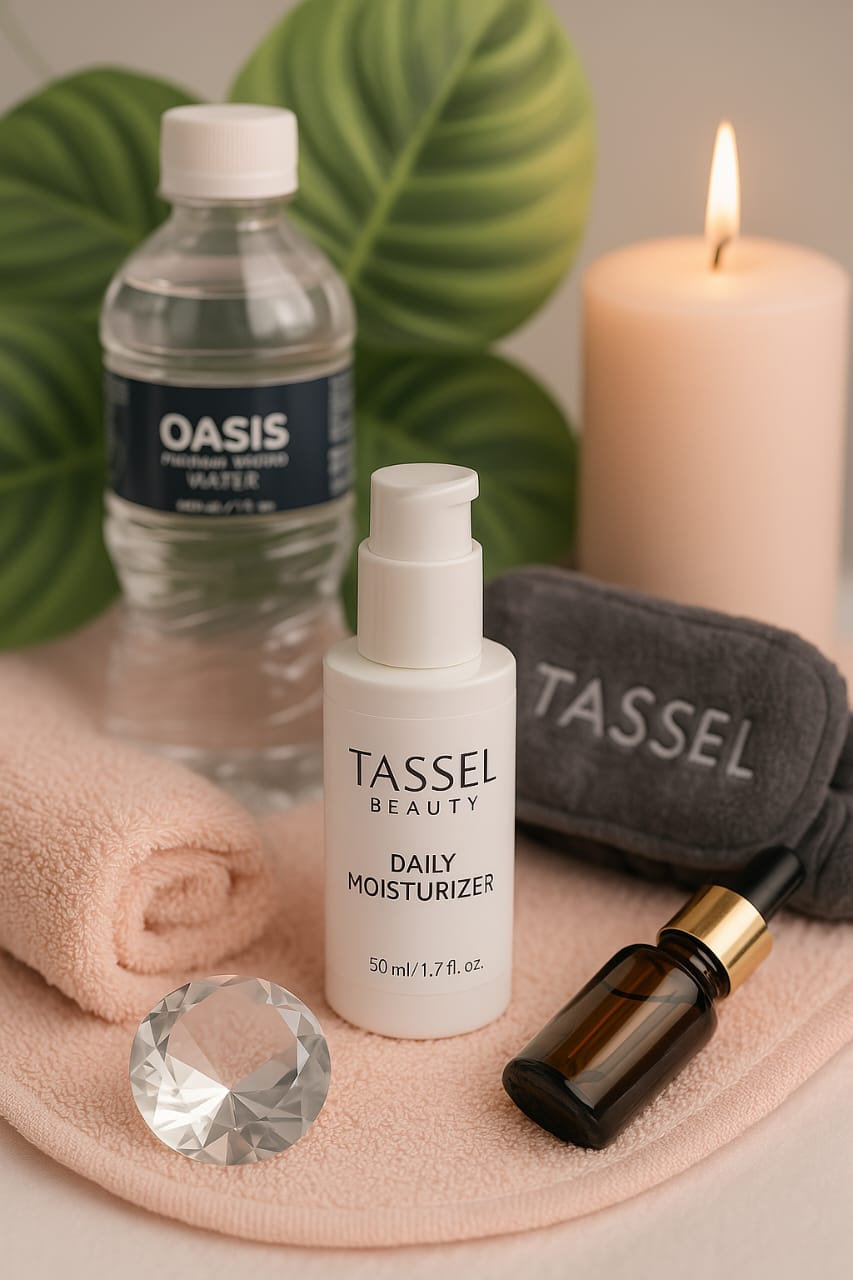 OASIS
WATER
TASSEL
BEAUTY
DAILY
MOISTURIZER
50 ml/1.7 fl. oz.
TASSEL